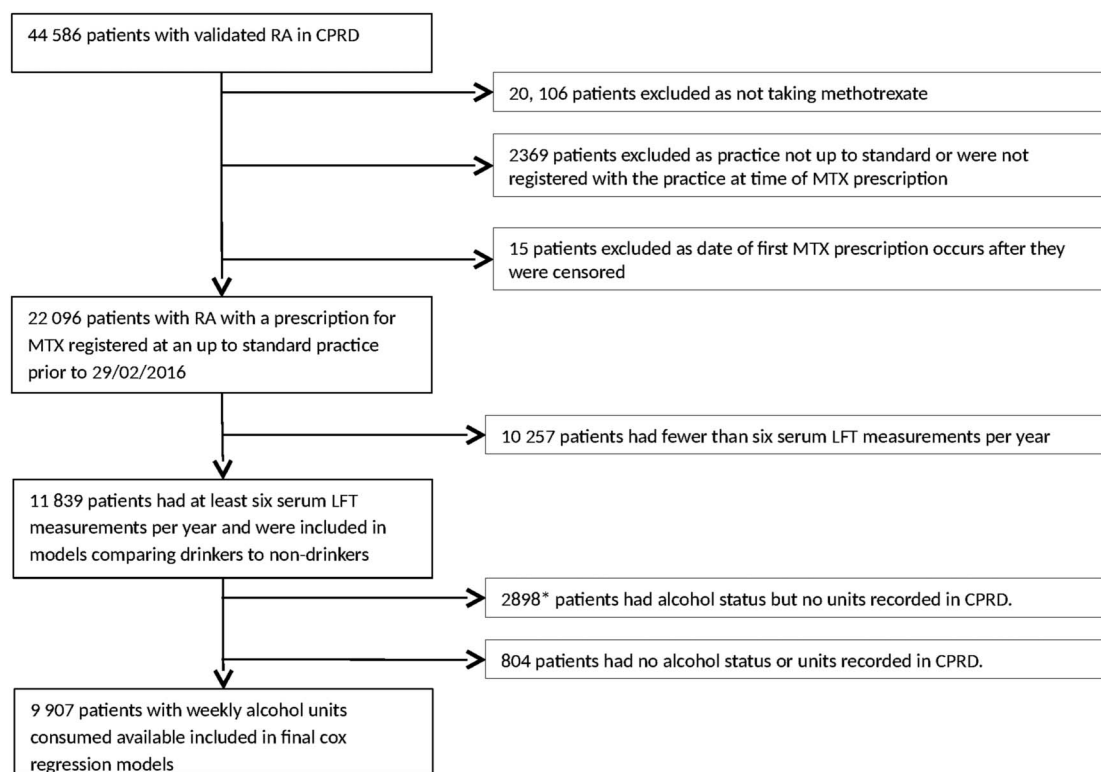 44 586 patients with validated RA in CPRD
20, 106 patients excluded as not taking methotrexate
2369 patients excluded as practice not up to standard or were not
registered with the practice at time of MTX prescription
15 patients excluded as date of first MTX prescription occurs after they
were censored
22 096 patients with RA with a prescription for
MTX registered at an up to standard practice
prior to 29/02/2016
10 257 patients had fewer than six serum LFT measurements per year
11 839 patients had at least six serum LFT
measurements per year and were included in
models comparing drinkers to non-drinkers
2898* patients had alcohol status but no units recorded in CPRD.
804 patients had no alcohol status or units recorded in CPRD.
9 907 patients with weekly alcohol units
consumed available included in final cox
regression models